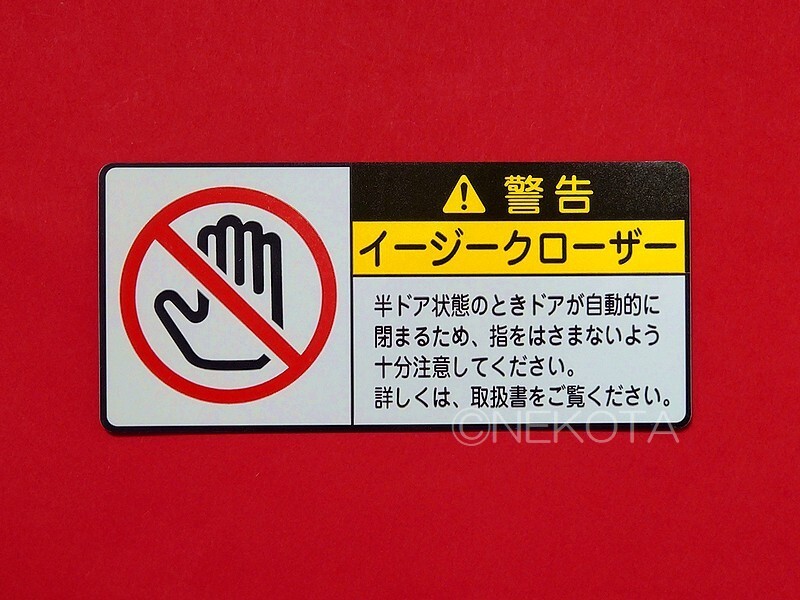 警告
イージークローザー
半ドア状態のときドアが自動的に
閉まるため、指をはさまないよう
十分注意してください。
詳しくは、取扱書をご覧ください。
©NEKOTA